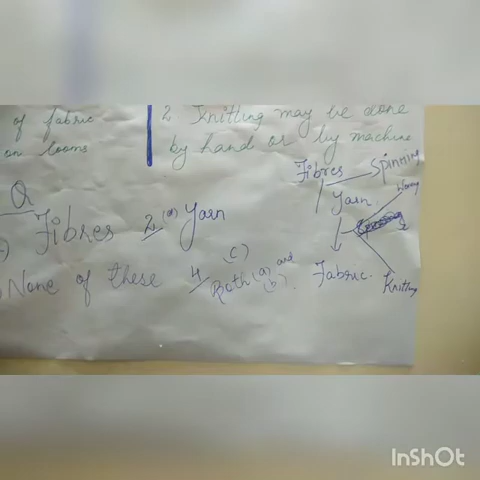 of fabric
on looms
2 Knitting may be done
by hand or by machine
Q
Fibres 2 (a) Yarn
None of these 4 (c) Both (a) and (b)
Fibres Spinning
Yarn
Fabric. Knitting
InShOt